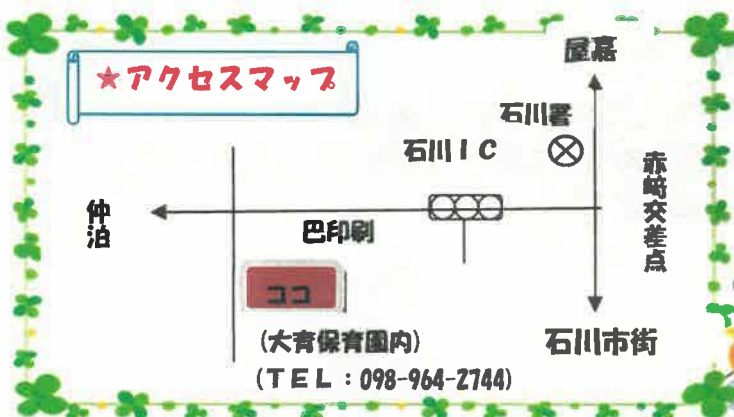 ★アクセスマップ
屋嘉
石川署
石川IC
赤崎交差点
仲泊
巴印刷
ココ
(大育保育園内)
石川市街
(TEL：098-964-2744)